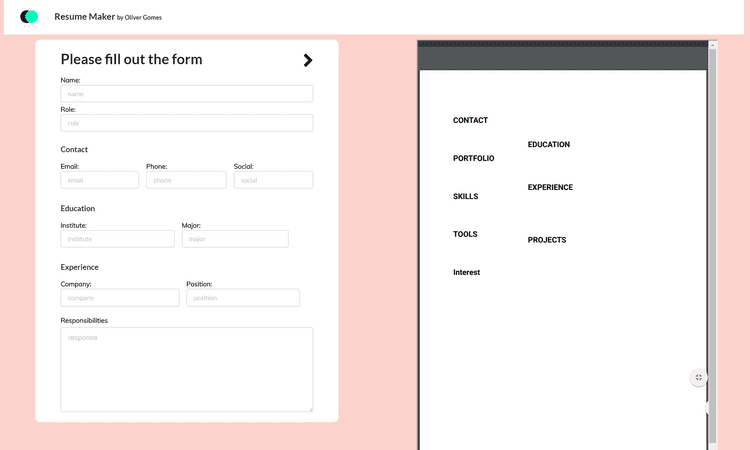 Resume Maker by Oliver Gomes
Please fill out the form
Name:
name
Role:
role
Contact
Email: Phone: Social:
email phone social
Education
Institute: Major:
institute major
Experience
Company: Position:
company position
Responsibilities
response
CONTACT
EDUCATION
PORTFOLIO
EXPERIENCE
SKILLS
TOOLS
PROJECTS
Interest